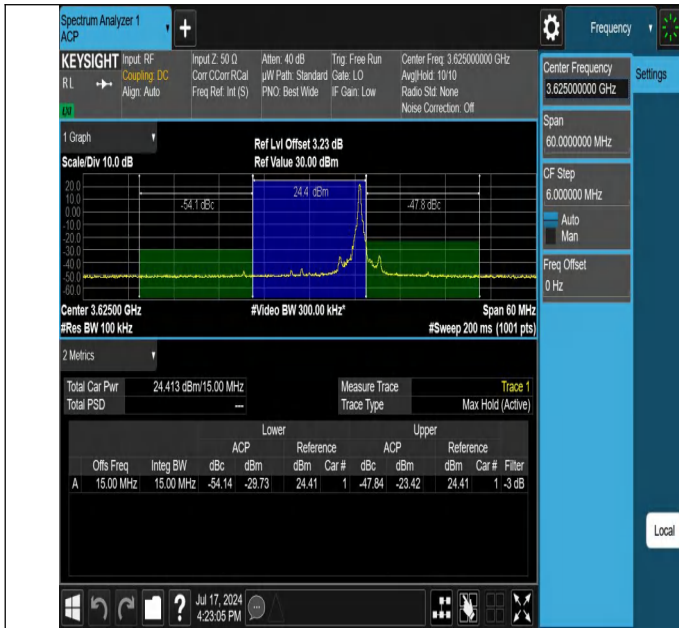 Spectrum Analyzer 1
ACP
+
Frequency
KEYSIGHT
RL
Input: RF
Coupling: DC
Align: Auto
Input Z: 50 Ω
Corr CCorr RCal
Freq Ref: Int (S)
Atten: 40 dB
µW Path: Standard
PNO: Best Wide
Trig: Free Run
Gate: LO
IF Gain: Low
Center Freq: 3.625000000 GHz
Avg|Hold: 10/10
Radio Std: None
Noise Correction: Off
Center Frequency
3.625000000 GHz
Settings
Span
60.0000000 MHz
CF Step
6.000000 MHz
Auto
Man
Freq Offset
0 Hz
1 Graph
Scale/Div 10.0 dB
Ref Lvl Offset 3.23 dB
Ref Value 30.00 dBm
20.0
10.0
0.00
-10.0
-20.0
-30.0
-40.0
-50.0
-60.0
-54.1 dBc
24.4 dBm
-47.8 dBc
Center 3.62500 GHz
#Video BW 300.00 kHz*
Span 60 MHz
#Res BW 100 kHz
#Sweep 200 ms (1001 pts)
2 Metrics
Total Car Pwr 24.413 dBm/15.00 MHz
Total PSD ---
Measure Trace Trace 1
Trace Type Max Hold (Active)
Lower Upper
ACP Reference ACP Reference
Offs Freq Integ BW dBc dBm dBm Car # dBc dBm dBm Car # Filter
A 15.00 MHz 15.00 MHz -54.14 -29.73 24.41 1 -47.84 -23.42 24.41 1 -3 dB
Local
?
Jul 17, 2024
4:23:05 PM